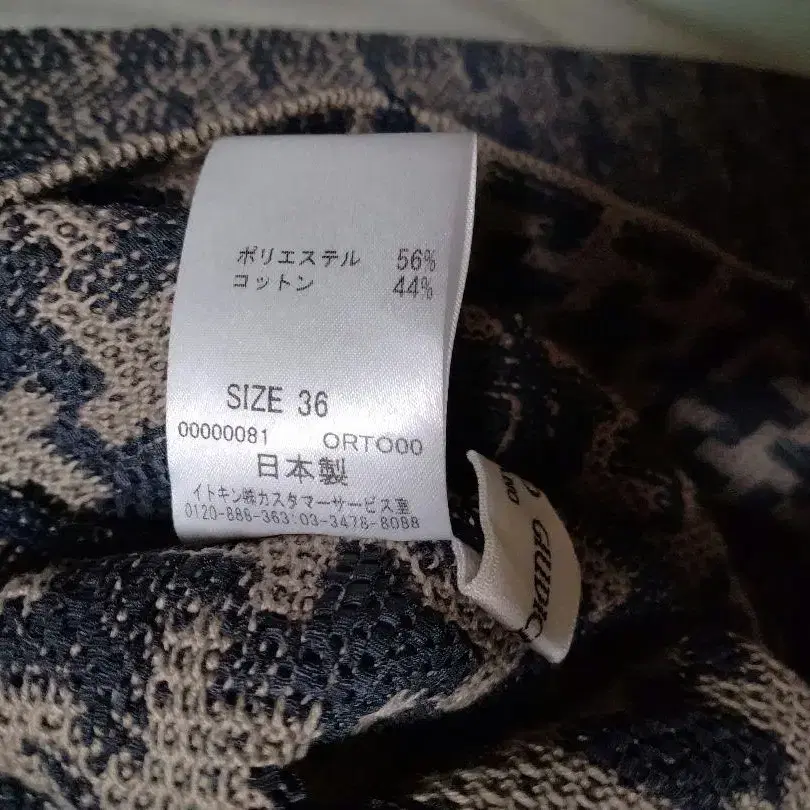 ポリエステル 56%
コットン 44%
SIZE 36
00000081 ORTO00
日本製
イトキン㈱カスタマーサービス室
0120-888-363:03-3478-8088
GUIDI